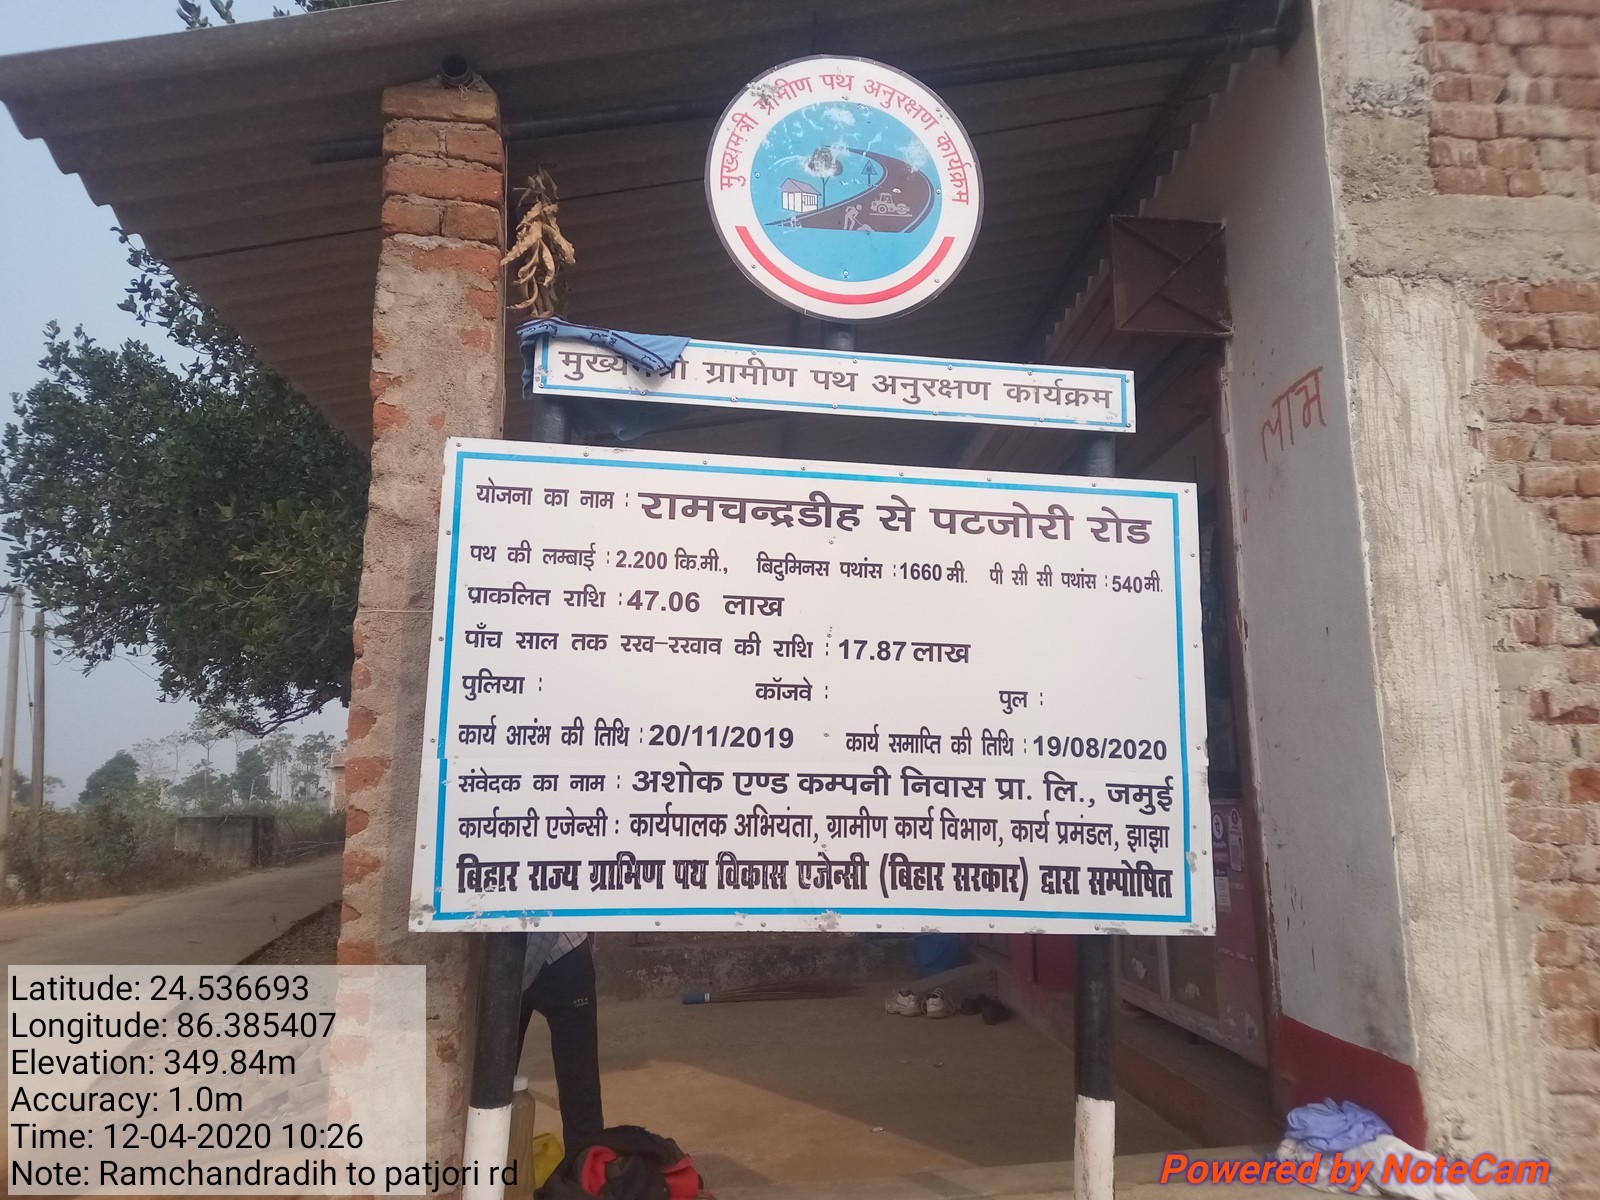 मुख्यमंत्री ग्रामीण पथ अनुरक्षण कार्यक्रम
ग्रामीण पथ अनुरक्षण कार्यक्रम
योजना का नाम : रामचन्द्रडीह से पटजोरी रोड
पथ की लम्बाई : 2.200 कि.मी., बिटुमिनस पथांस : 1660 मी. पी सी सी पथांस : 540 मी.
प्राकलित राशि : 47.06 लाख
पाँच साल तक रख-रखाव की राशि : 17.87 लाख
पुलिया : कॉजवे : पुल :
कार्य आरंभ की तिथि : 20/11/2019 कार्य समाप्ति की तिथि : 19/08/2020
संवेदक का नाम : अशोक एण्ड कम्पनी निवास प्रा. लि., जमुई
कार्यकारी एजेन्सी : कार्यपालक अभियंता, ग्रामीण कार्य विभाग, कार्य प्रमंडल, झाझा
बिहार राज्य ग्रामिण पथ विकास एजेन्सी (बिहार सरकार) द्वारा सम्पोषित
Latitude: 24.536693
Longitude: 86.385407
Elevation: 349.84m
Accuracy: 1.0m
Time: 12-04-2020 10:26
Note: Ramchandradih to patjori rd
Powered by NoteCam